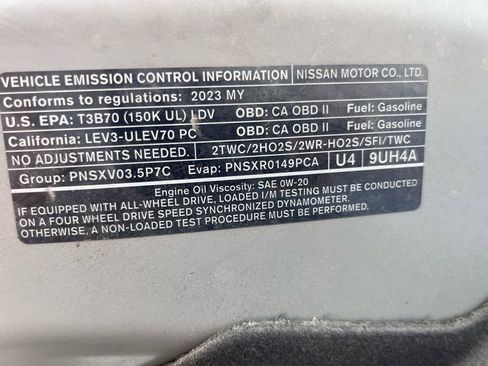 VEHICLE EMISSION CONTROL INFORMATION NISSAN MOTOR CO., LTD.
Conforms to regulations: 2023 MY
U.S. EPA: T3B70 (150K UL) LDV OBD: CA OBD II Fuel: Gasoline
California: LEV3-ULEV70 PC OBD: CA OBD II Fuel: Gasoline
NO ADJUSTMENTS NEEDED. 2TWC/2HO2S/2WR-HO2S/SFI/TWC
Group: PNSXV03.5P7C Evap: PNSXR0149PCA U4 9UH4A
Engine Oil Viscosity: SAE 0W-20
IF EQUIPPED WITH ALL-WHEEL DRIVE, LOADED I/M TESTING MUST BE CONDUCTED
ON A FOUR WHEEL DRIVE SPEED SYNCHRONIZED DYNAMOMETER.
OTHERWISE, A NON-LOADED TEST PROCEDURE MUST BE PERFORMED.